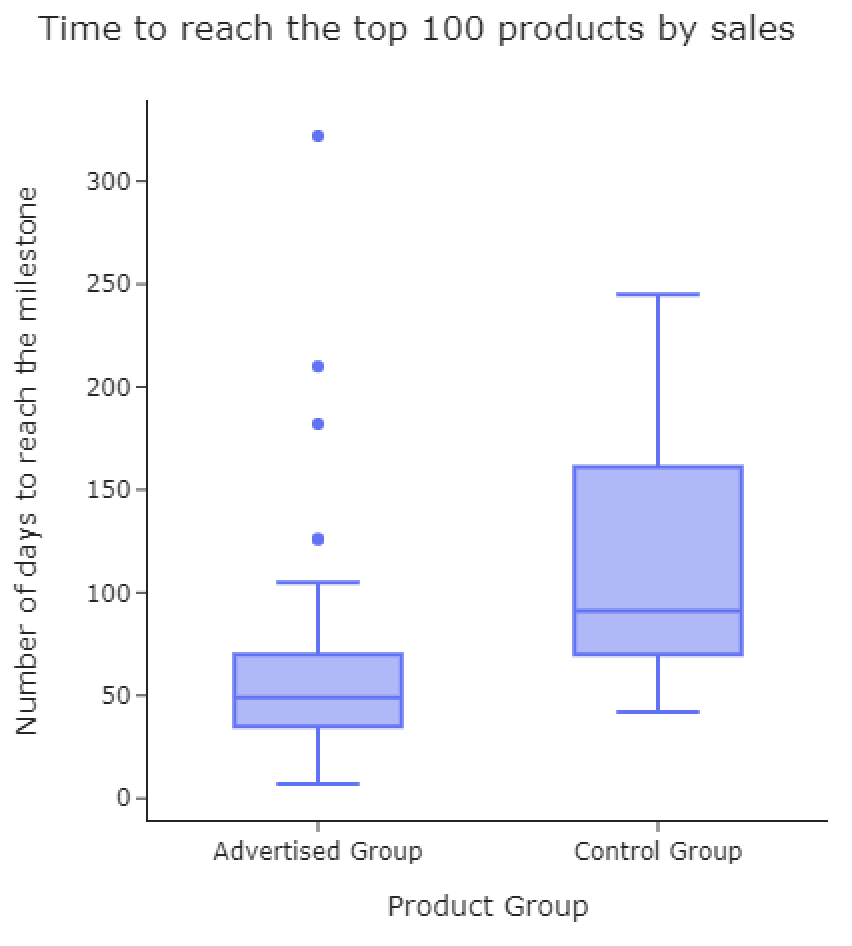 Time to reach the top 100 products by sales
Number of days to reach the milestone
300
250
200
150
100
50
0
Advertised Group
Control Group
Product Group